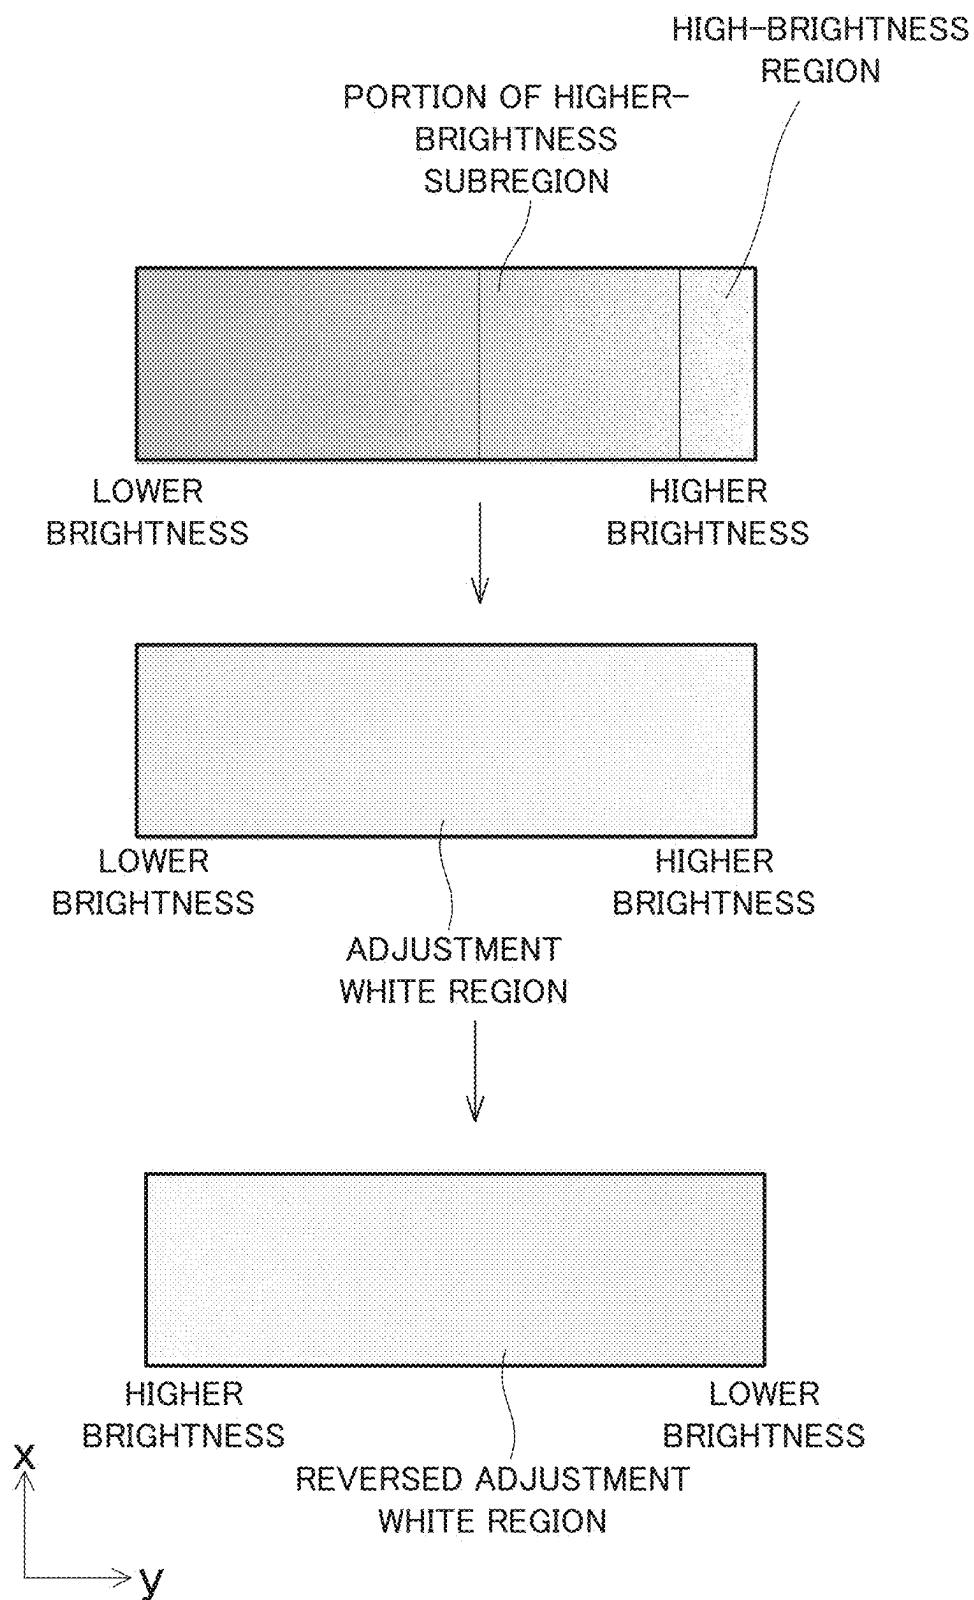 HIGH-BRIGHTNESS
REGION
PORTION OF HIGHER-
BRIGHTNESS
SUBREGION
LOWER
BRIGHTNESS
HIGHER
BRIGHTNESS
LOWER
BRIGHTNESS
HIGHER
BRIGHTNESS
ADJUSTMENT
WHITE REGION
HIGHER
BRIGHTNESS
LOWER
BRIGHTNESS
REVERSED ADJUSTMENT
WHITE REGION
x
y